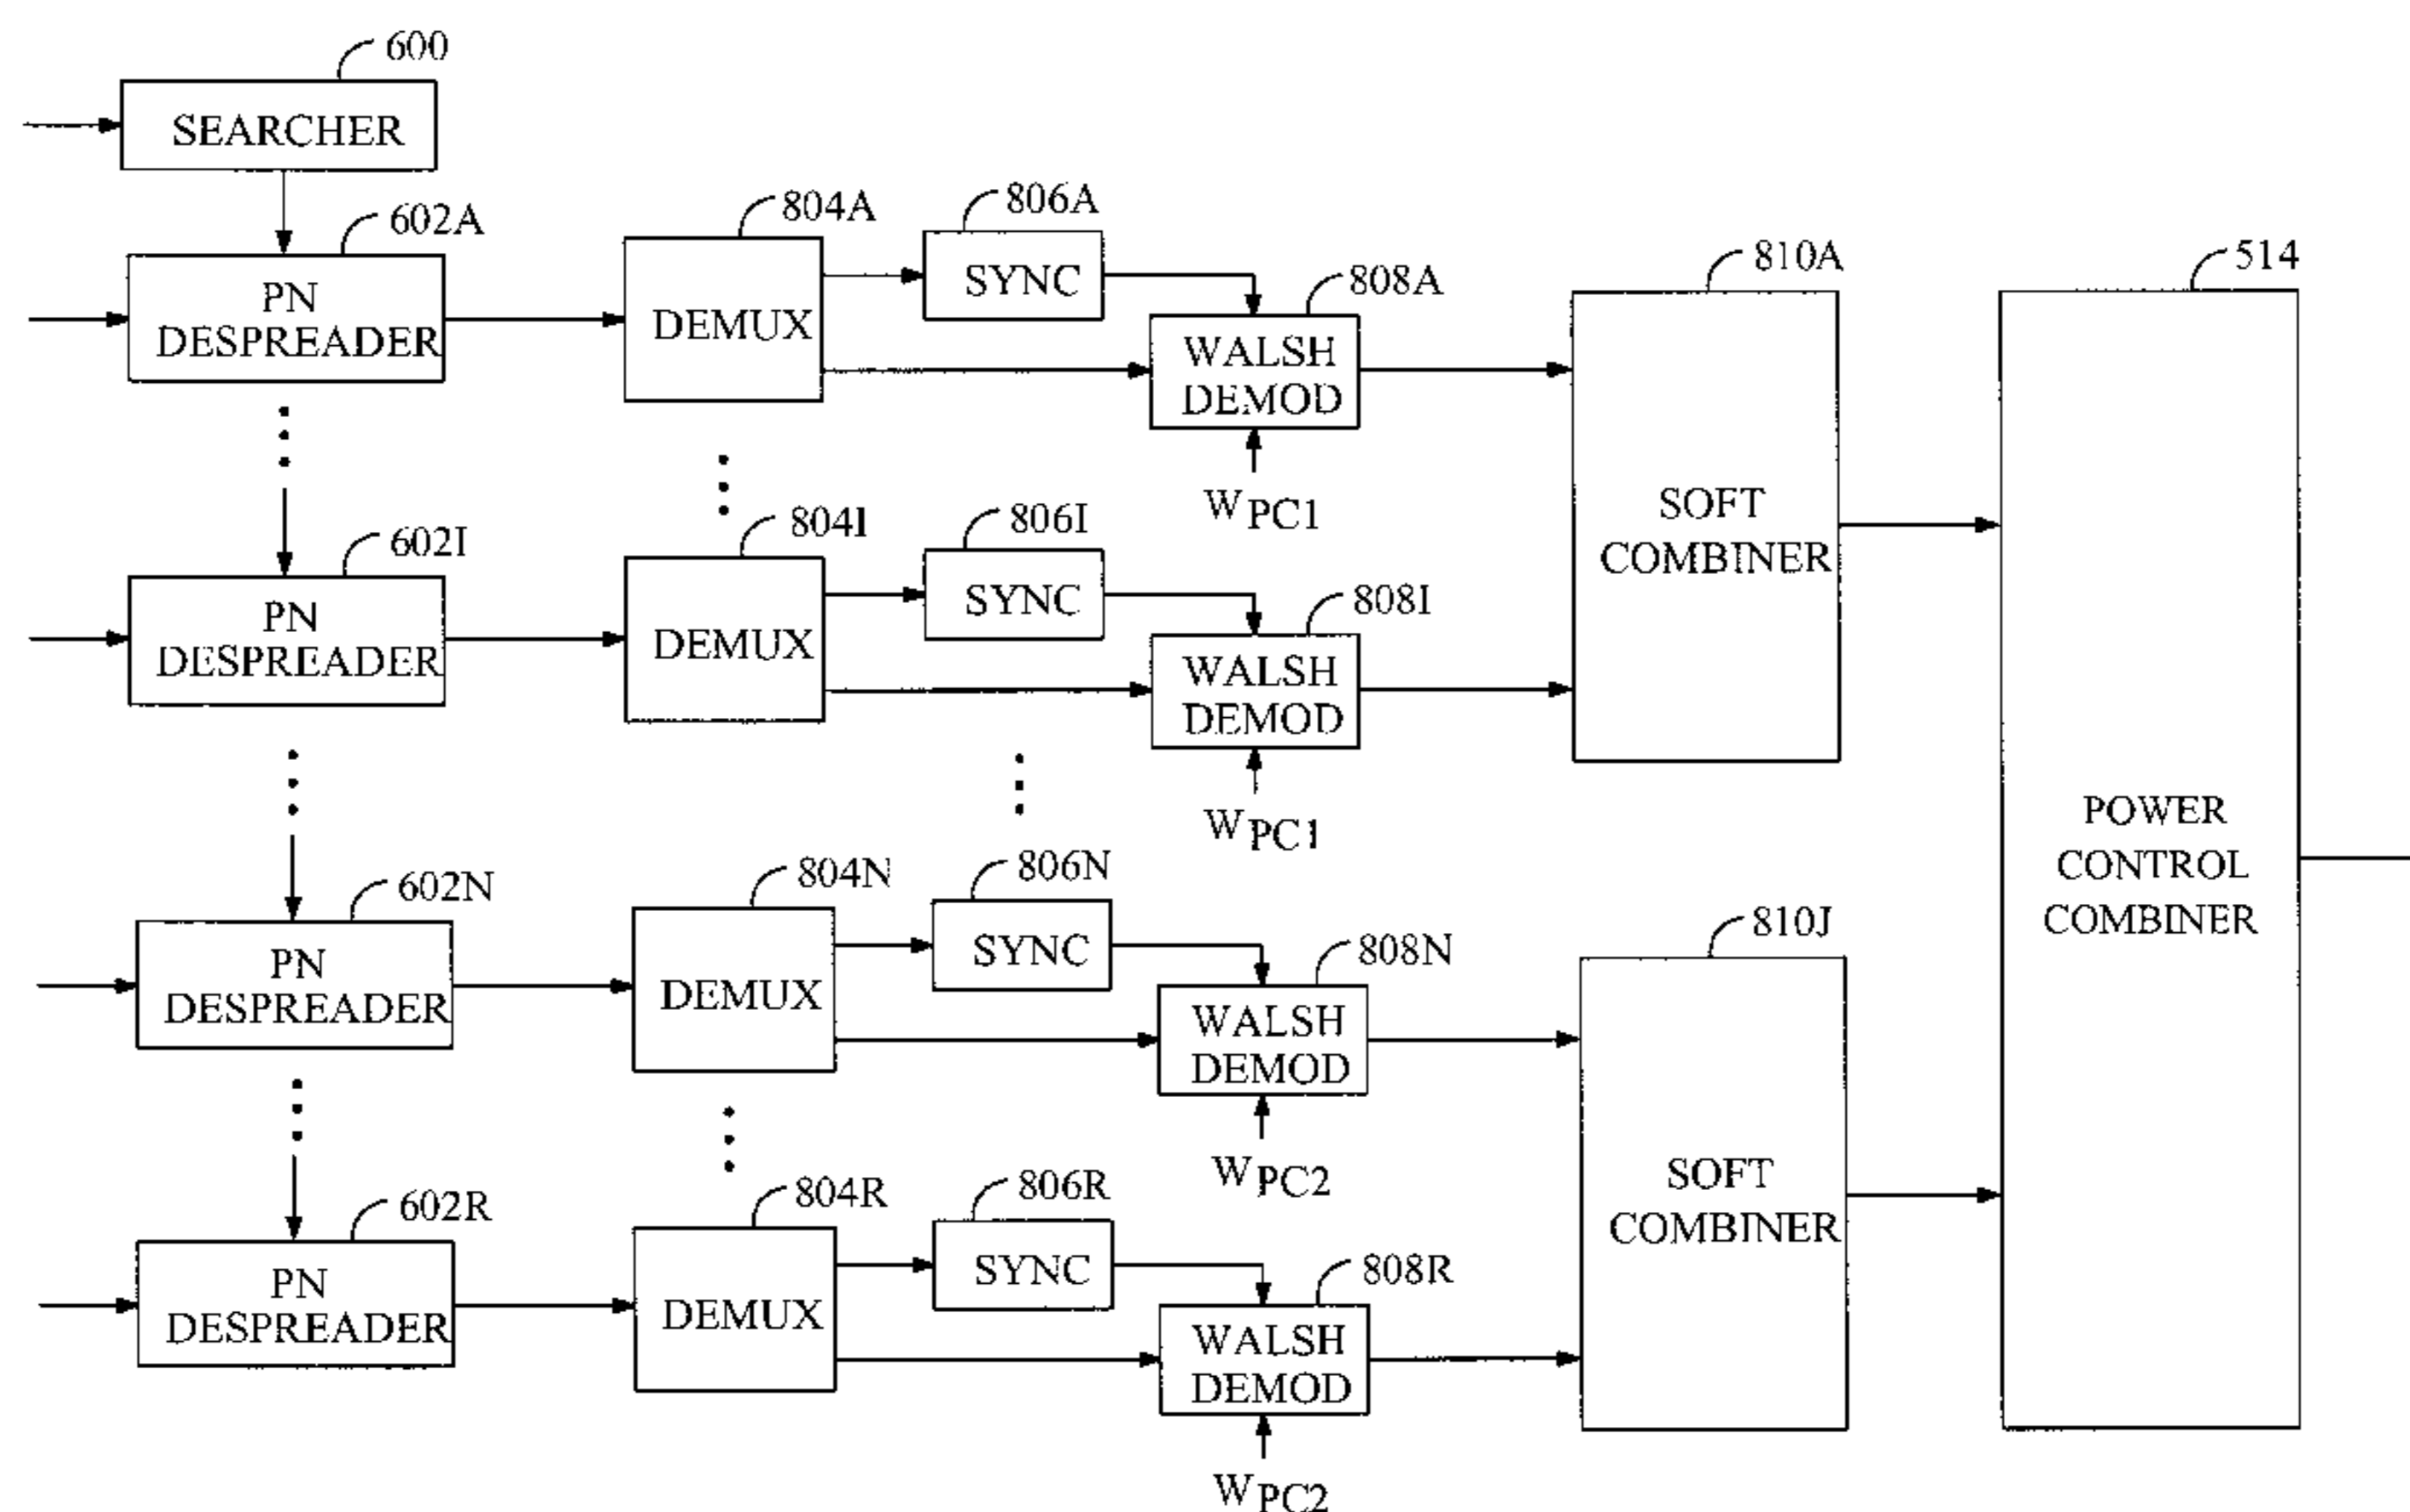 600
SEARCHER
602A
PN
DESPREADER
804A
DEMUX
806A
SYNC
808A
WALSH
DEMOD
WPC1
810A
SOFT
COMBINER
514
POWER
CONTROL
COMBINER
602I
PN
DESPREADER
804I
DEMUX
806I
SYNC
808I
WALSH
DEMOD
WPC1
602N
PN
DESPREADER
804N
DEMUX
806N
SYNC
808N
WALSH
DEMOD
WPC2
810J
SOFT
COMBINER
602R
PN
DESPREADER
804R
DEMUX
806R
SYNC
808R
WALSH
DEMOD
WPC2